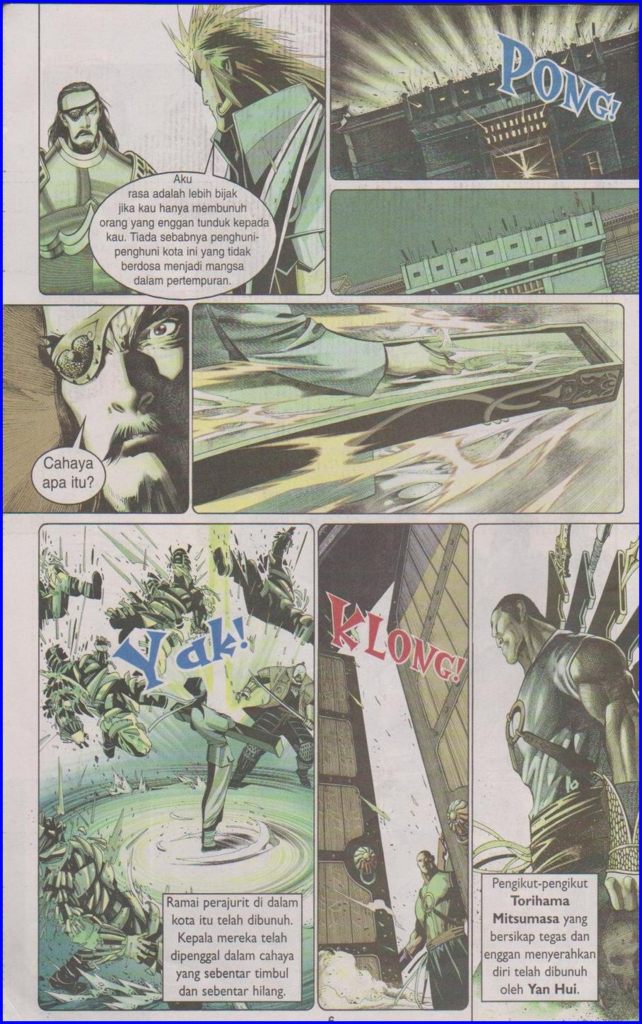 Aku
rasa adalah lebih bijak
jika kau hanya membunuh
orang yang enggan tunduk kepada
kau. Tiada sebabnya penghuni-
penghuni kota ini yang tidak
berdosa menjadi mangsa
dalam pertempuran.
PONG!
Cahaya
apa itu?
Yak!
Ramai perajurit di dalam
kota itu telah dibunuh.
Kepala mereka telah
dipenggal dalam cahaya
yang sebentar timbul
dan sebentar hilang.
KLONG!
Pengikut-pengikut
Torihama
Mitsumasa yang
bersikap tegas dan
enggan menyerahkan
diri telah dibunuh
oleh Yan Hui.
6